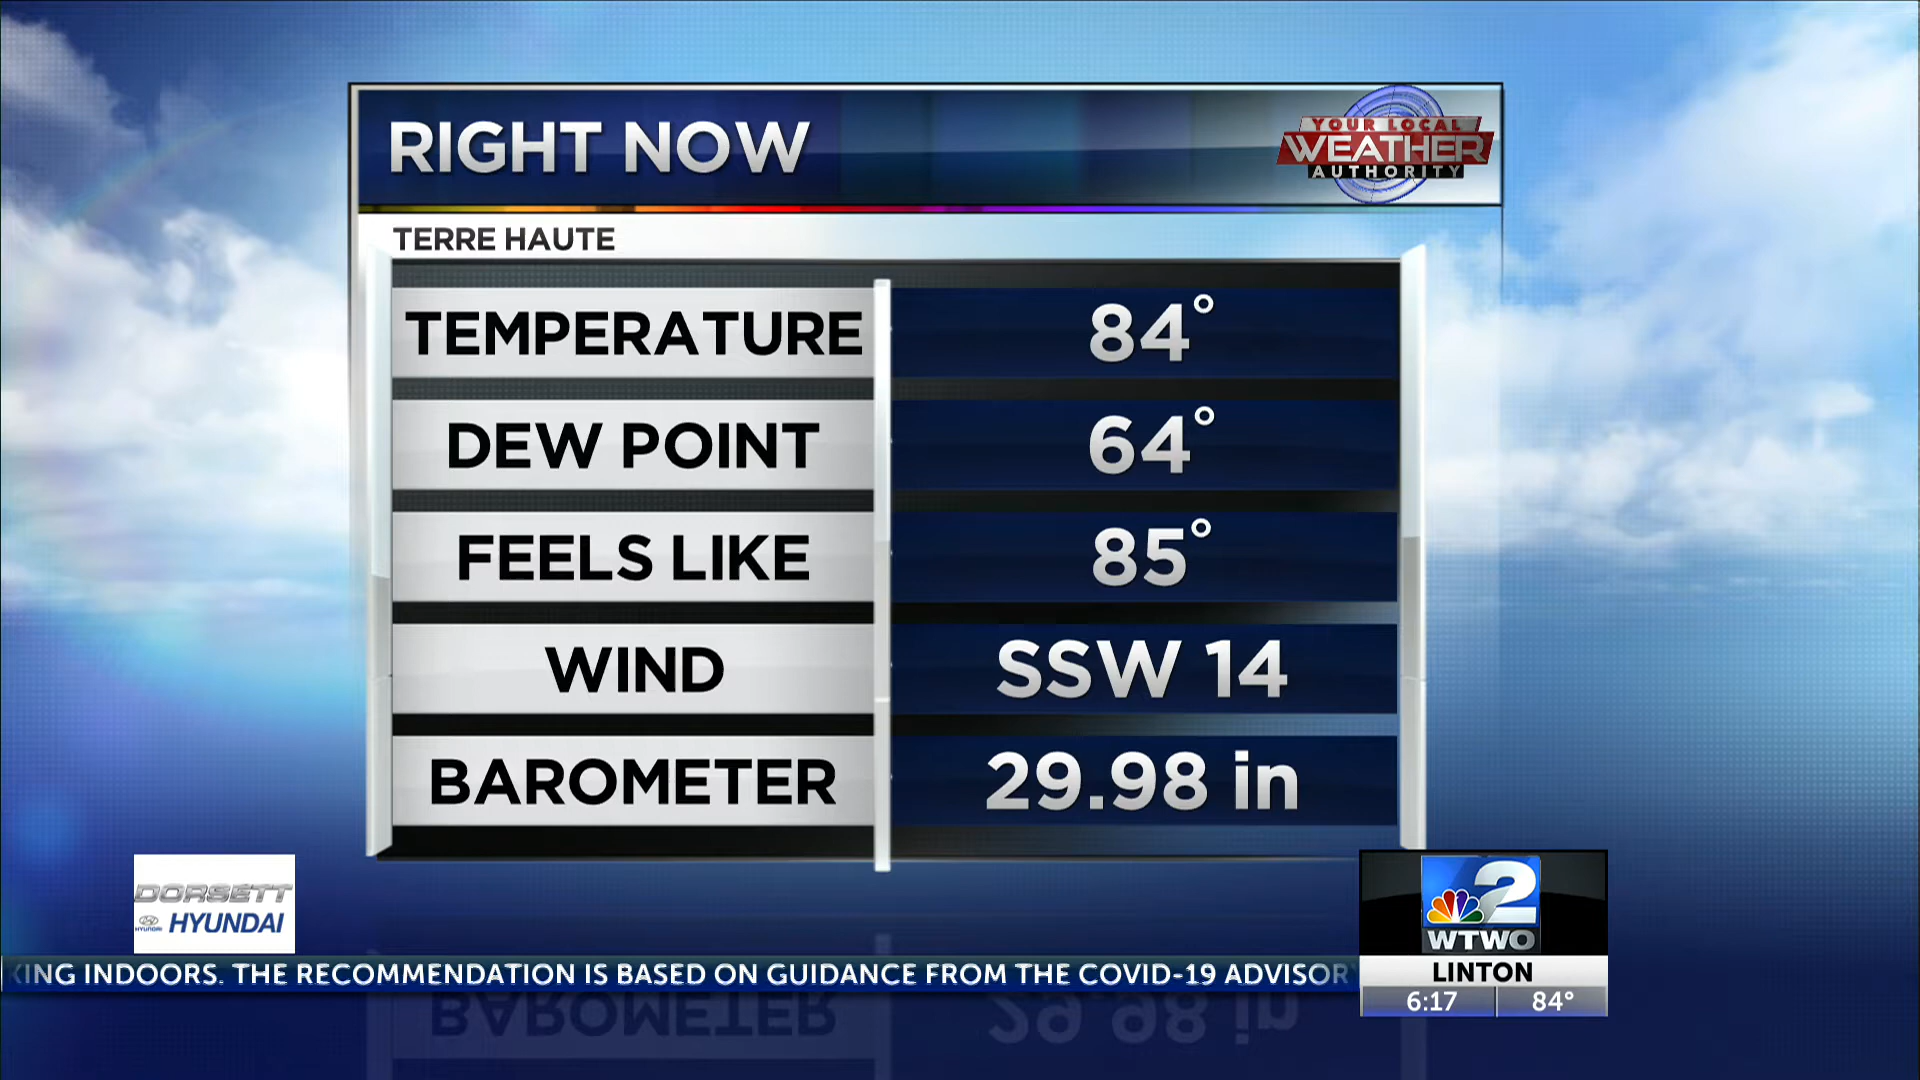 RIGHT NOW
YOUR LOCAL
WEATHER
AUTHORITY
TERRE HAUTE
TEMPERATURE 84°
DEW POINT 64°
FEELS LIKE 85°
WIND SSW 14
BAROMETER 29.98 in
DORSETT
HYUNDAI HYUNDAI
2
WTWO
LINTON
6:17 84°
KING INDOORS. THE RECOMMENDATION IS BASED ON GUIDANCE FROM THE COVID-19 ADVISOR